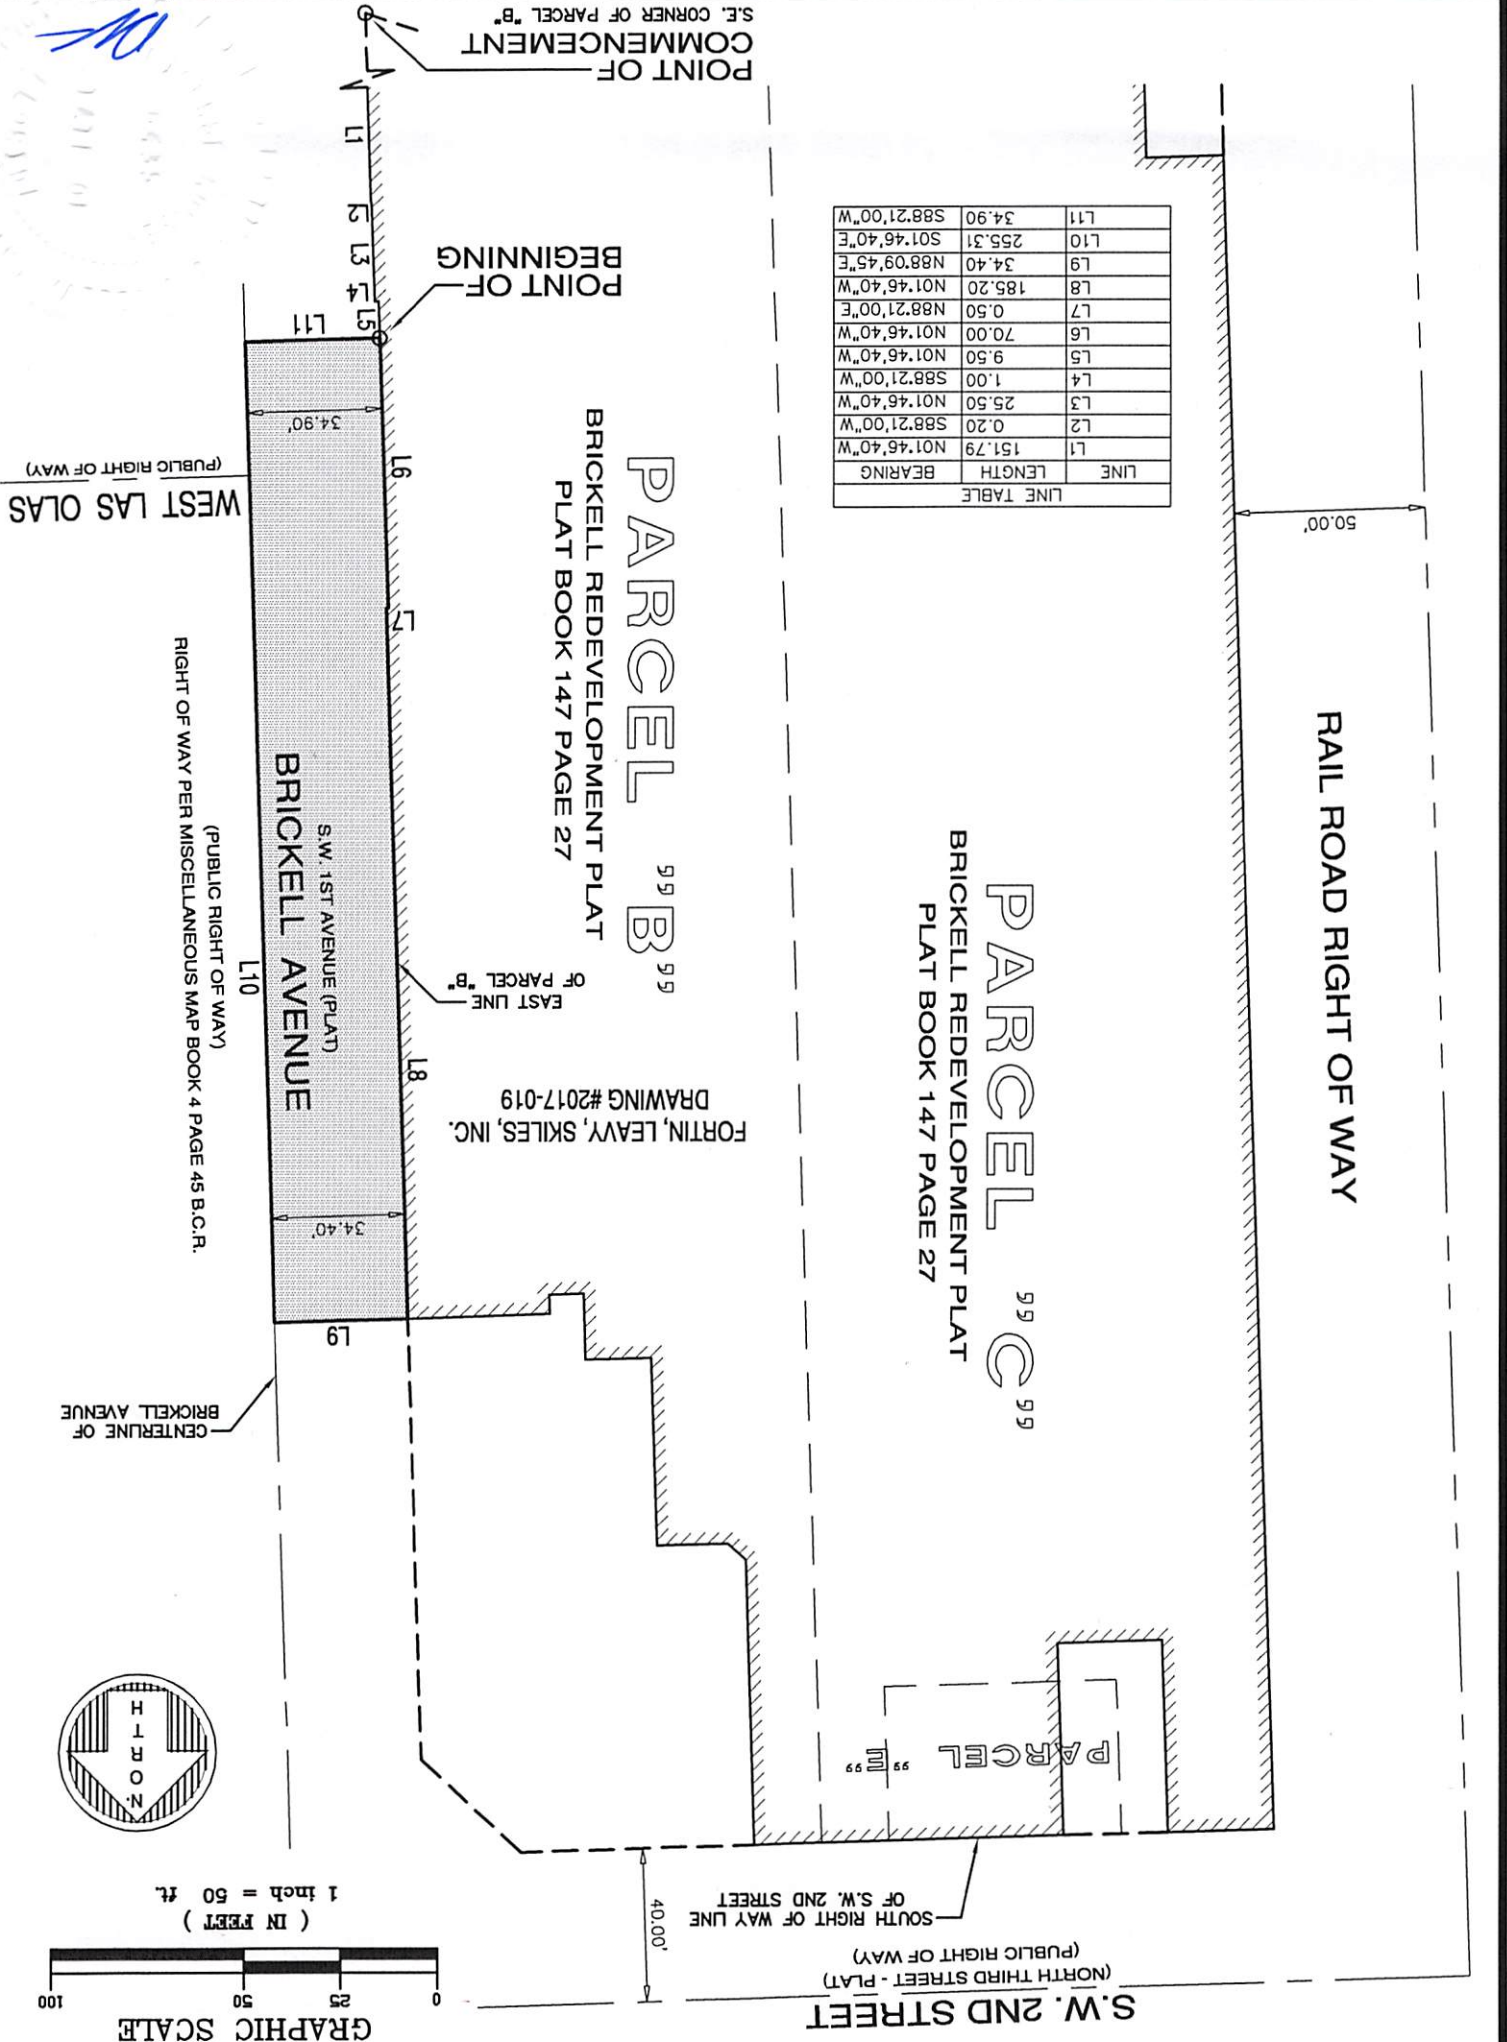 GRAPHIC SCALE
0 25 50 100
( IN FEET )
1 inch = 50 ft.
S.W. 2ND STREET
(NORTH THIRD STREET - PLAT)
(PUBLIC RIGHT OF WAY)
40.00'
SOUTH RIGHT OF WAY LINE
OF S.W. 2ND STREET
NORTH
PARCEL "E"
CENTERLINE OF
BRICKELL AVENUE
L9
34.40'
RAIL ROAD RIGHT OF WAY
50.00'
PARCEL "C"
BRICKELL REDEVELOPMENT PLAT
PLAT BOOK 147 PAGE 27
FORTIN, LEAVY, SKILES, INC.
DRAWING #2017-019
L8
EAST LINE
OF PARCEL "B"
L10
BRICKELL AVENUE
S.W. 1ST AVENUE (PLAT)
(PUBLIC RIGHT OF WAY)
RIGHT OF WAY PER MISCELLANEOUS MAP BOOK 4 PAGE 45 B.C.R.
PARCEL "B"
BRICKELL REDEVELOPMENT PLAT
PLAT BOOK 147 PAGE 27
L7
WEST LAS OLAS
(PUBLIC RIGHT OF WAY)
L6
34.90'
L11
L5
L4
L3
L2
L1
POINT OF
BEGINNING
LINE TABLE
LINE LENGTH BEARING
L1 151.79 N01°46'40"W
L2 0.20 S88°21'00"W
L3 25.50 N01°46'40"W
L4 1.00 S88°21'00"W
L5 9.50 N01°46'40"W
L6 70.00 N01°46'40"W
L7 0.50 N88°21'00"E
L8 185.20 N01°46'40"W
L9 34.40 N88°09'45"E
L10 255.31 S01°46'40"E
L11 34.90 S88°21'00"W
POINT OF
COMMENCEMENT
S.E. CORNER OF PARCEL "B"